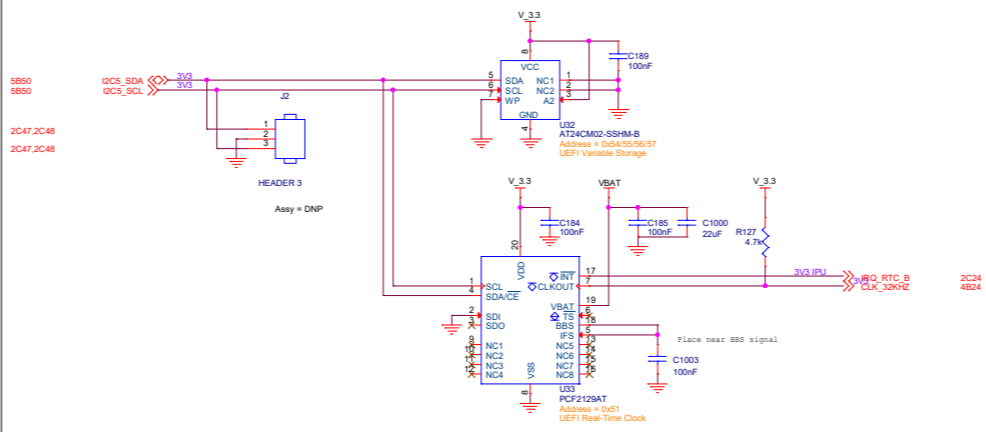 V_3.3
8
VCC
C189
100nF
5B50 I2C5_SDA 3V3 5 SDA NC1 1
5B50 I2C5_SCL 3V3 6 SCL NC2 2
7 WP A2 3
J2
GND
4
U32
AT24CM02-SSHM-B
Address = 0x54/55/56/57
UEFI Variable Storage
2C47,2C48 1
2
2C47,2C48 3
HEADER 3
Assy = DNP
V_3.3 VBAT V_3.3
C184 C185 C1000
100nF 100nF 22uF
R127
4.7k
20
VDD
INT 17 3V3 IPU IRQ_RTC_B 2C24
1 SCL CLKOUT 7 3V3 CLK_32KHZ 4B24
4 SDA/CE
VBAT 19
2 SDI TS 6
3 SDO BBS 18
IFS 5
Place near BBS signal
9 NC1 NC5 13
10 NC2 NC6 14
11 NC3 NC7 15
12 NC4 NC8 16
C1003
100nF
VSS
8
U33
PCF2129AT
Address = 0x51
UEFI Real-Time Clock